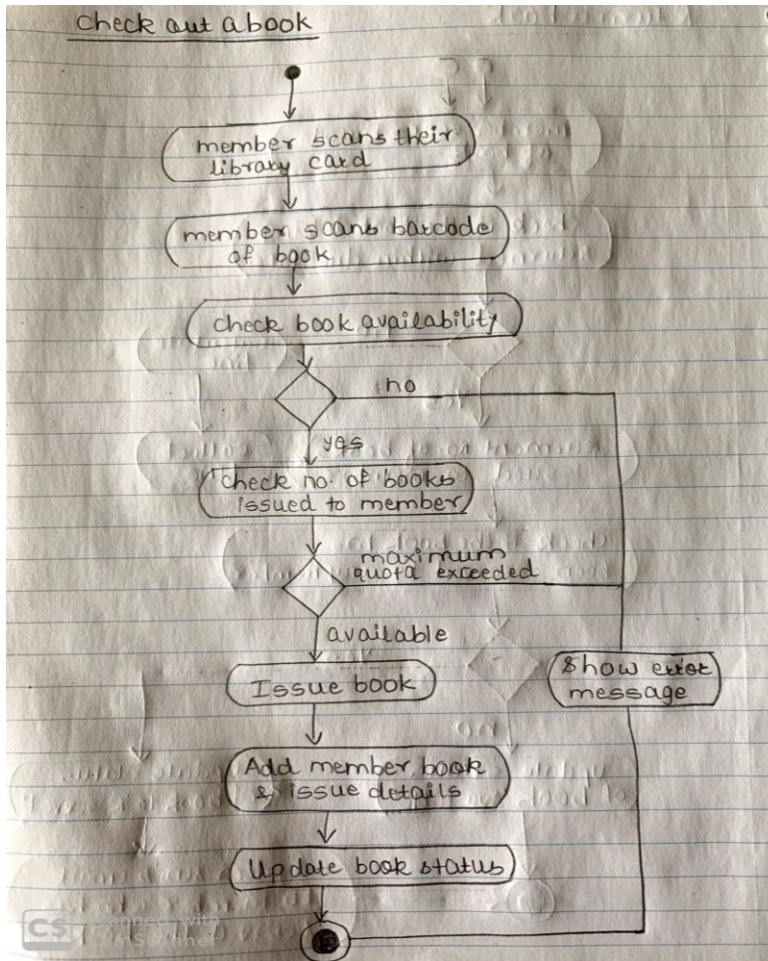 Check out a book
member scans their
library card
member scans barcode
of book
check book availability
no
yes
Check no. of books
issued to member
maximum
quota exceeded
available
Issue book
Show error
message
Add member, book
& issue details
Update book status
CS